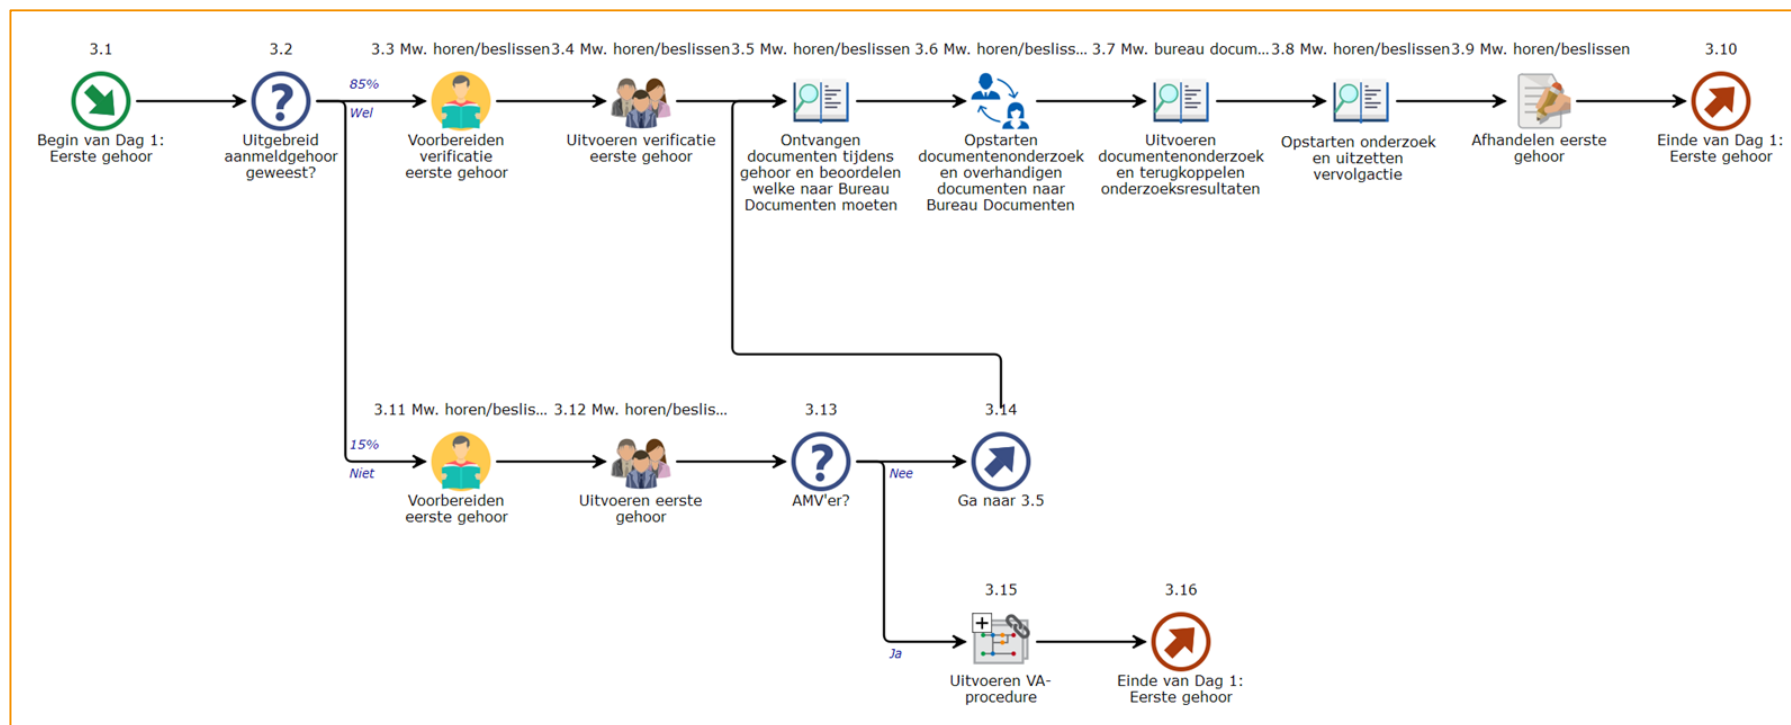 3.1
3.2
3.3 Mw. horen/beslissen
3.4 Mw. horen/beslissen
3.5 Mw. horen/beslissen
3.6 Mw. horen/besliss...
3.7 Mw. bureau docum...
3.8 Mw. horen/beslissen
3.9 Mw. horen/beslissen
3.10
85%
Wel
Begin van Dag 1:
Eerste gehoor
Uitgebreid
aanmeldgehoor
geweest?
Voorbereiden
verificatie
eerste gehoor
Uitvoeren verificatie
eerste gehoor
Ontvangen
documenten tijdens
gehoor en beoordelen
welke naar Bureau
Documenten moeten
Opstarten
documentenonderzoek
en overhandigen
documenten naar
Bureau Documenten
Uitvoeren
documentenonderzoek
en terugkoppelen
onderzoeksresultaten
Opstarten onderzoek
en uitzetten
vervolgactie
Afhandelen eerste
gehoor
Einde van Dag 1:
Eerste gehoor
3.11 Mw. horen/beslis...
3.12 Mw. horen/beslis...
3.13
3.14
15%
Niet
Nee
Voorbereiden
eerste gehoor
Uitvoeren eerste
gehoor
AMV'er?
Ga naar 3.5
3.15
3.16
Ja
Uitvoeren VA-
procedure
Einde van Dag 1:
Eerste gehoor